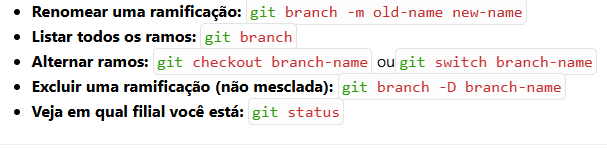 • Renomear uma ramificação: git branch -m old-name new-name
• Listar todos os ramos: git branch
• Alternar ramos: git checkout branch-name ou git switch branch-name
• Excluir uma ramificação (não mesclada): git branch -D branch-name
• Veja em qual filial você está: git status